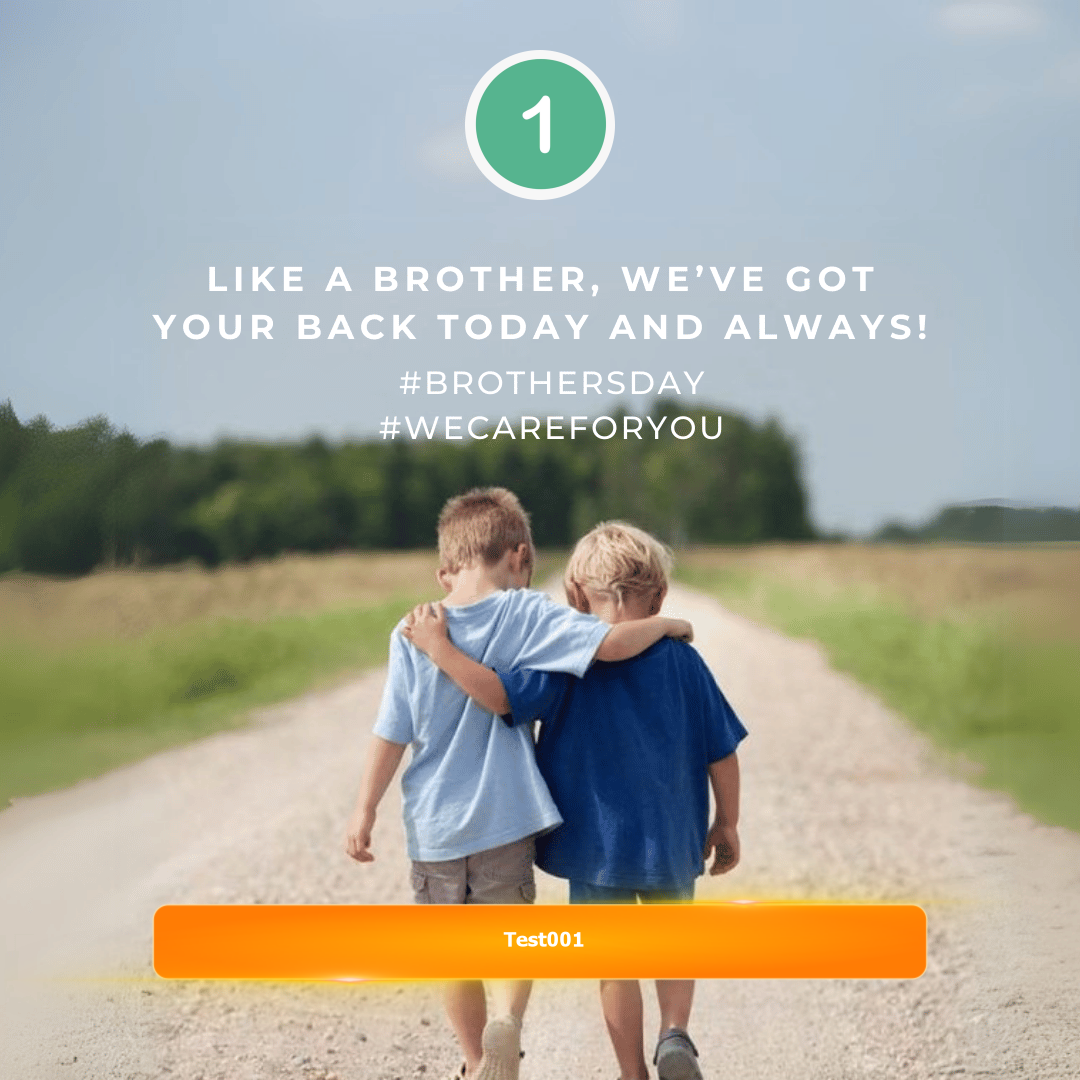 1
LIKE A BROTHER, WE’VE GOT
YOUR BACK TODAY AND ALWAYS!
#BROTHERSDAY
#WECAREFORYOU
Test001